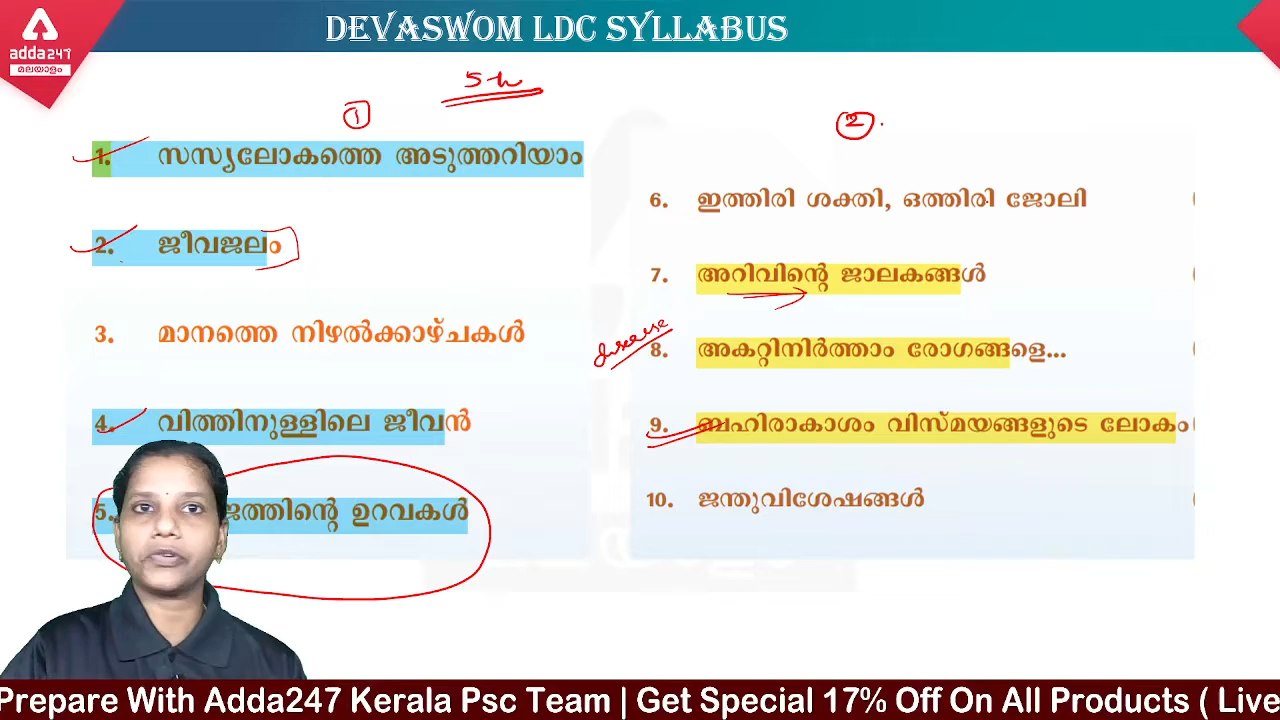 DEVASWOM LDC SYLLABUS
adda247
മലയാളം
5th
1
1. സസ്യലോകത്തെ അടുത്തറിയാം
2. ജീവജലം
3. മാനത്തെ നിഴൽക്കാഴ്ചകൾ
4. വിത്തിനുള്ളിലെ ജീവൻ
5. ജത്തിന്റെ ഉറവകൾ
2
6. ഇത്തിരി ശക്തി, ഒത്തിരി ജോലി
7. അറിവിന്റെ ജാലകങ്ങൾ
disease
8. അകറ്റിനിർത്താം രോഗങ്ങളെ...
9. ബഹിരാകാശം വിസ്മയങ്ങളുടെ ലോകം
10. ജന്തുവിശേഷങ്ങൾ
Prepare With Adda247 Kerala Psc Team | Get Special 17% Off On All Products ( Live